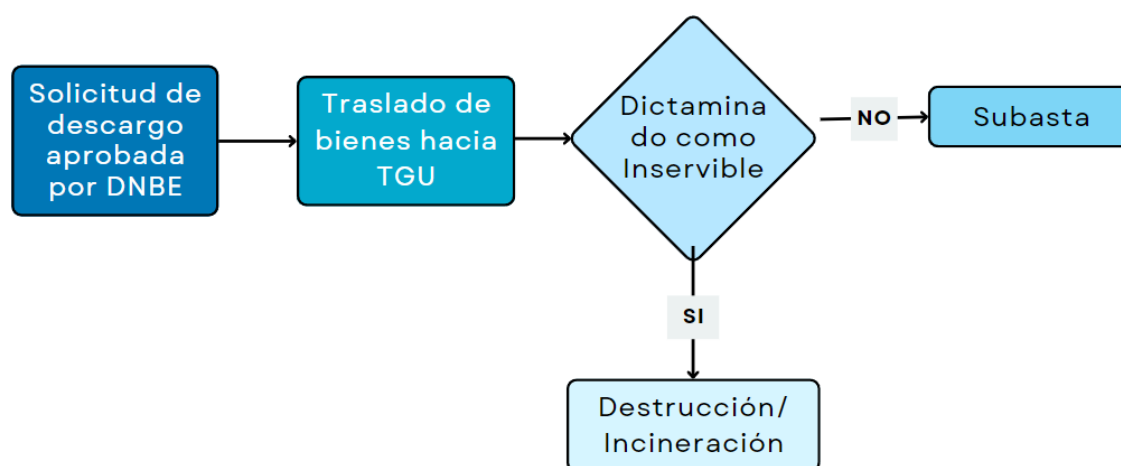 Solicitud de
descargo
aprobada
por DNBE
Traslado de
bienes hacia
TGU
Dictamina
do como
Inservible
NO
Subasta
SI
Destrucción/
Incineración